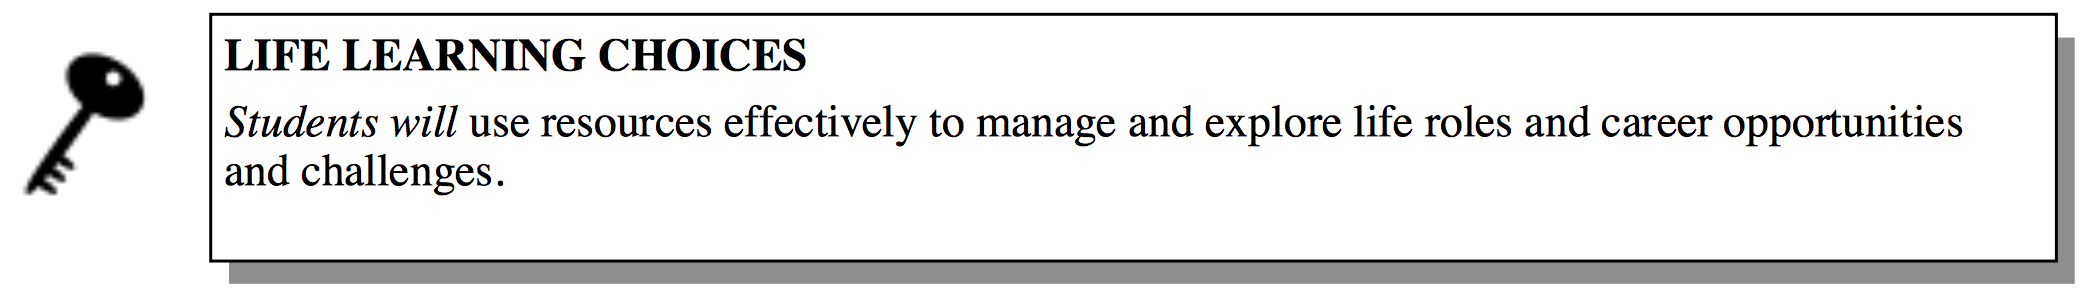 LIFE LEARNING CHOICES
Students will use resources effectively to manage and explore life roles and career opportunities
and challenges.